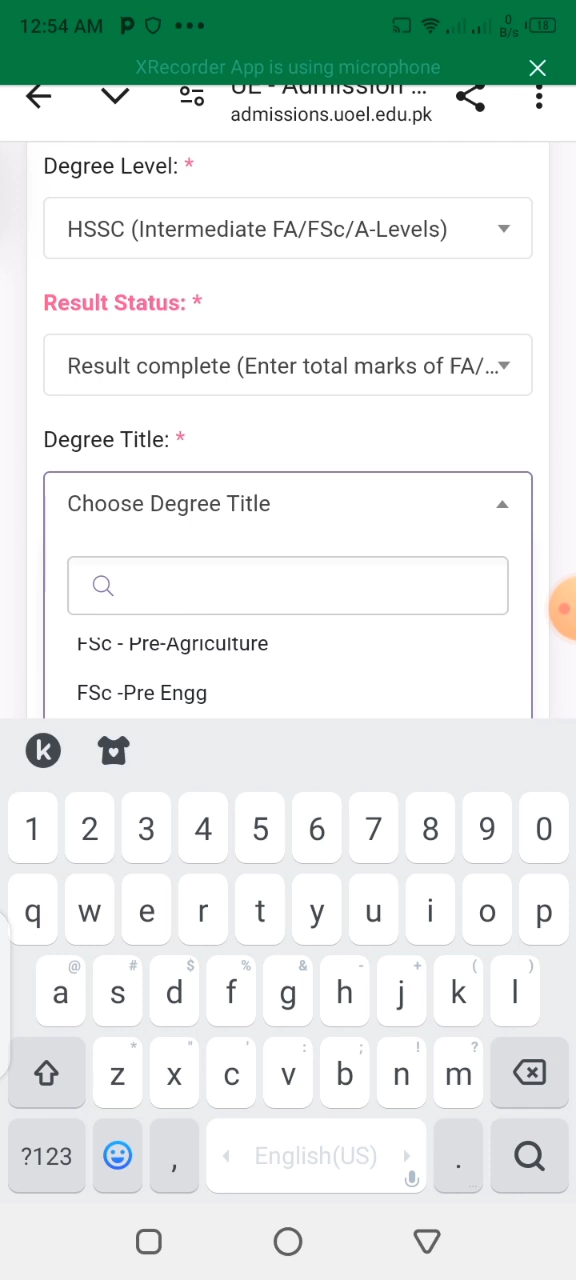 12:54 AM P
0
B/s
18
XRecorder App is using microphone
UE - Admission ...
admissions.uoel.edu.pk
Degree Level: *
HSSC (Intermediate FA/FSc/A-Levels)
Result Status: *
Result complete (Enter total marks of FA/...
Degree Title: *
Choose Degree Title
FSc - Pre-Agriculture
FSc -Pre Engg
k
1 2 3 4 5 6 7 8 9 0
q w e r t y u i o p
@ # $ % & - + ( )
a s d f g h j k l
* " ' : ; ! ?
z x c v b n m
?123 , English(US) .